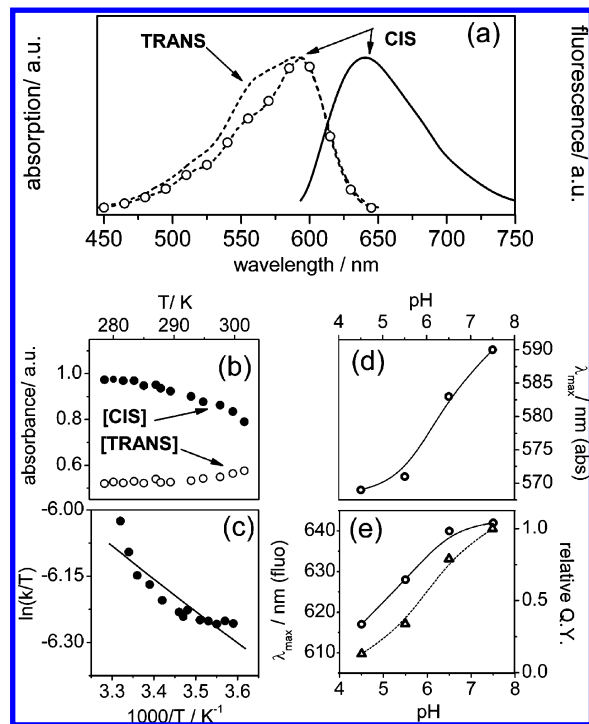 (a)
TRANS
CIS
absorption/ a.u.
fluorescence/ a.u.
450 500 550 600 650 700 750
wavelength / nm
T/ K
280 290 300
(b)
absorbance/ a.u.
1.0
0.8
0.6
[CIS]
[TRANS]
(c)
ln(k/T)
-6.00
-6.15
-6.30
3.3 3.4 3.5 3.6
1000/T / K-1
pH
4 5 6 7 8
(d)
590
585
580
575
570
λmax/ nm (abs)
(e)
λmax/ nm (fluo)
640
630
620
610
1.0
0.5
0.3
0.0
relative Q.Y.
4 5 6 7 8
pH